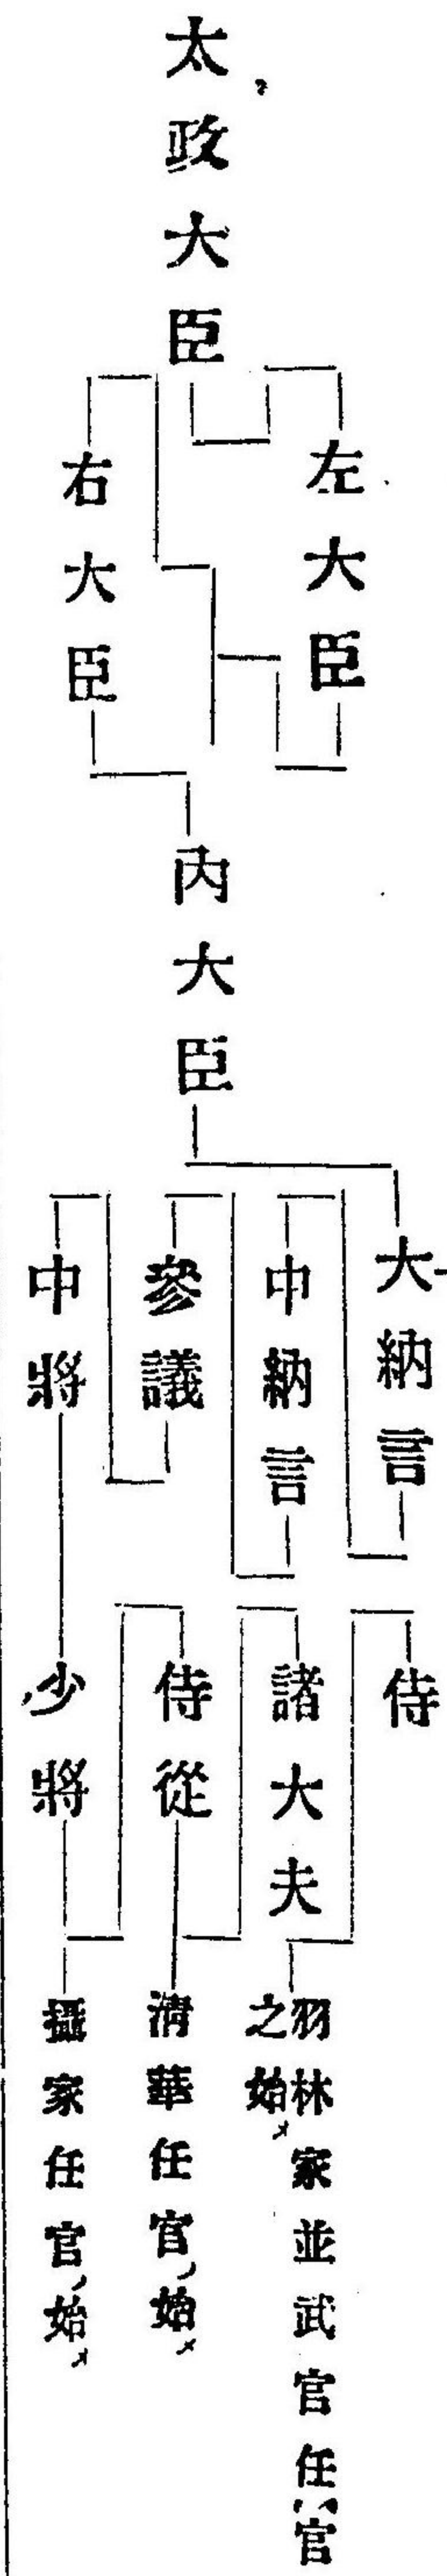 太政大臣
左大臣
右大臣
內大臣
大納言
中納言
參議
中將
侍
諸大夫
侍從
少將
羽林家並武官任官
之始メ
清華任官ノ始メ
攝家任官ノ始メ